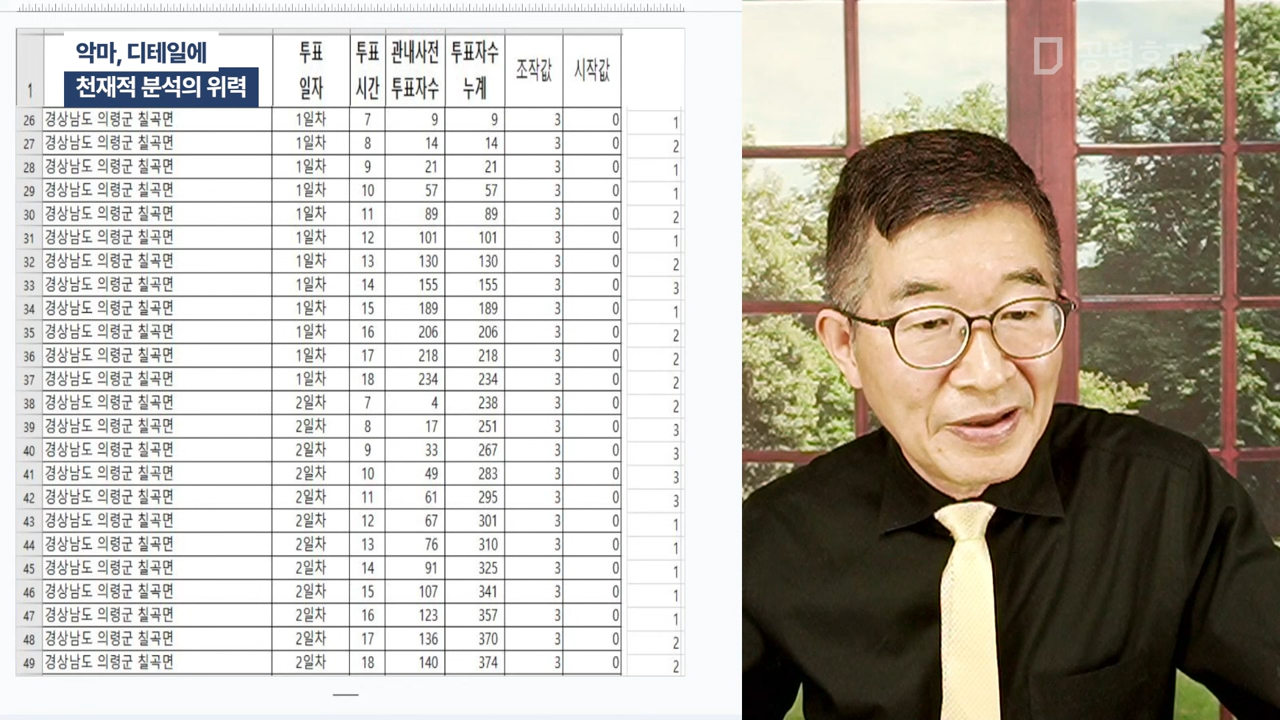 악마, 디테일에
천재적 분석의 위력
공병호
1 투표 일자 투표 시간 관내사전 투표자수 투표자수 누계 조작값 시작값
26 경상남도 의령군 칠곡면 1일차 7 9 9 3 0 1
27 경상남도 의령군 칠곡면 1일차 8 14 14 3 0 2
28 경상남도 의령군 칠곡면 1일차 9 21 21 3 0 1
29 경상남도 의령군 칠곡면 1일차 10 57 57 3 0 1
30 경상남도 의령군 칠곡면 1일차 11 89 89 3 0 2
31 경상남도 의령군 칠곡면 1일차 12 101 101 3 0 1
32 경상남도 의령군 칠곡면 1일차 13 130 130 3 0 2
33 경상남도 의령군 칠곡면 1일차 14 155 155 3 0 3
34 경상남도 의령군 칠곡면 1일차 15 189 189 3 0 1
35 경상남도 의령군 칠곡면 1일차 16 206 206 3 0 2
36 경상남도 의령군 칠곡면 1일차 17 218 218 3 0 2
37 경상남도 의령군 칠곡면 1일차 18 234 234 3 0 2
38 경상남도 의령군 칠곡면 2일차 7 4 238 3 0 2
39 경상남도 의령군 칠곡면 2일차 8 17 251 3 0 3
40 경상남도 의령군 칠곡면 2일차 9 33 267 3 0 3
41 경상남도 의령군 칠곡면 2일차 10 49 283 3 0 3
42 경상남도 의령군 칠곡면 2일차 11 61 295 3 0 3
43 경상남도 의령군 칠곡면 2일차 12 67 301 3 0 1
44 경상남도 의령군 칠곡면 2일차 13 76 310 3 0 1
45 경상남도 의령군 칠곡면 2일차 14 91 325 3 0 1
46 경상남도 의령군 칠곡면 2일차 15 107 341 3 0 1
47 경상남도 의령군 칠곡면 2일차 16 123 357 3 0 1
48 경상남도 의령군 칠곡면 2일차 17 136 370 3 0 2
49 경상남도 의령군 칠곡면 2일차 18 140 374 3 0 2